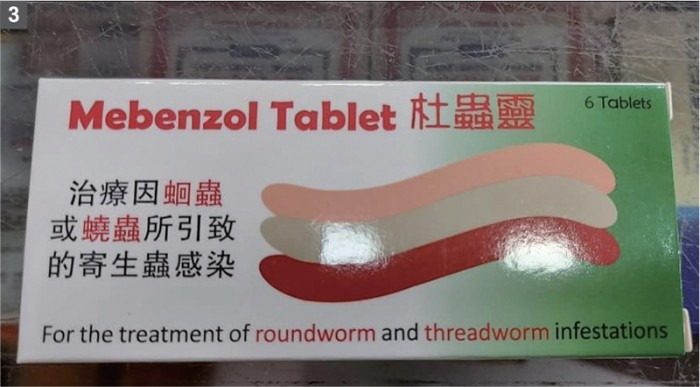 3
Mebenzol Tablet 杜蟲靈
6 Tablets
治療因蛔蟲
或蟯蟲所引致
的寄生蟲感染
For the treatment of roundworm and threadworm infestations